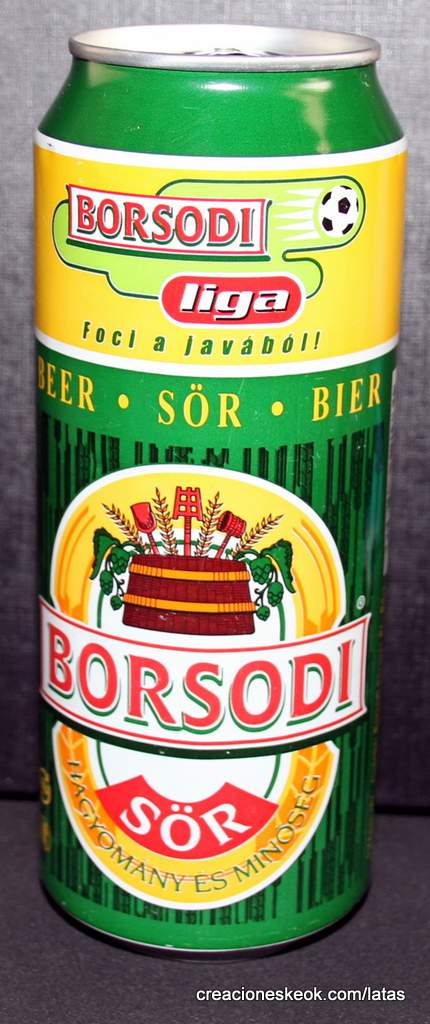 BORSODI
liga
Foci a javából!
BEER • SÖR • BIER
BORSODI
®
SÖR
HAGYOMÁNY ÉS MINŐSÉG
creacioneskeok.com/latas